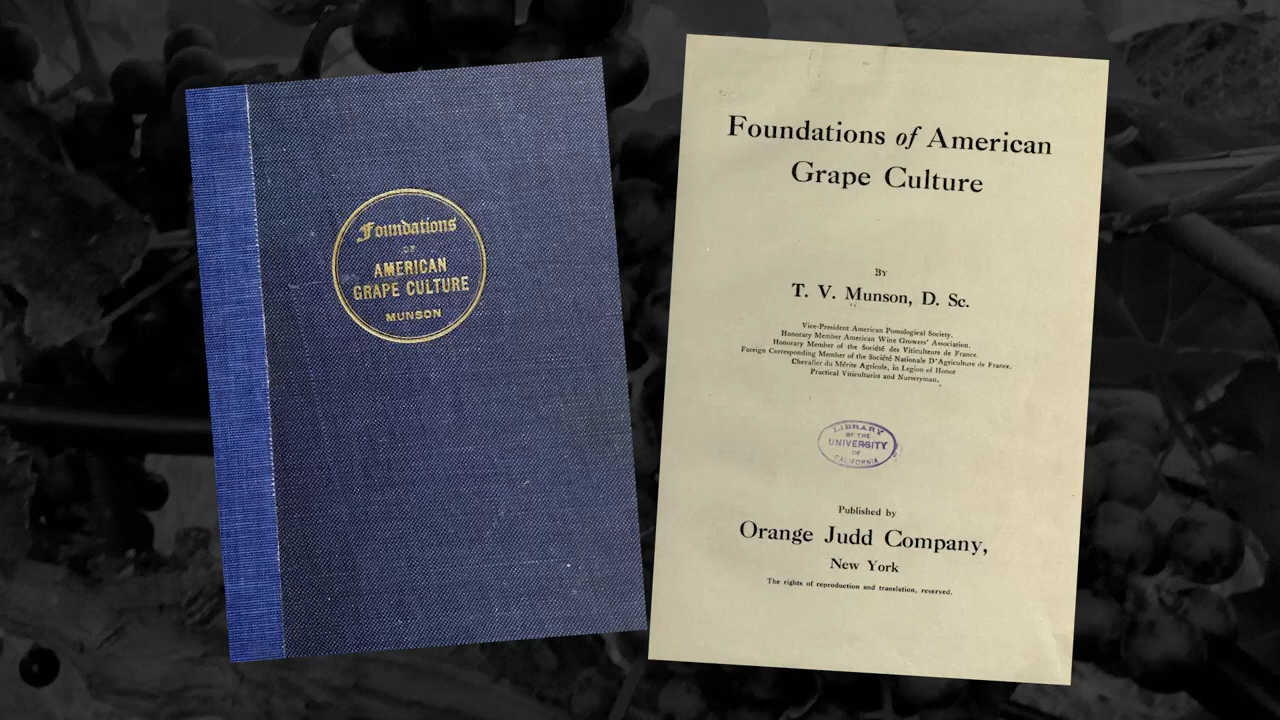 Foundations
OF
AMERICAN
GRAPE CULTURE
MUNSON
Foundations of American
Grape Culture
BY
T. V. Munson, D. Sc.
Vice-President American Pomological Society.
Honorary Member American Wine Growers' Association.
Honorary Member of the Société des Viticulteurs de France.
Foreign Corresponding Member of the Société Nationale D'Agriculture de France.
Chevalier du Mérite Agricole, in Legion of Honor
Practical Viticulturist and Nurseryman.
LIBRARY
OF THE
UNIVERSITY
OF
CALIFORNIA
Published by
Orange Judd Company,
New York
The rights of reproduction and translation, reserved.